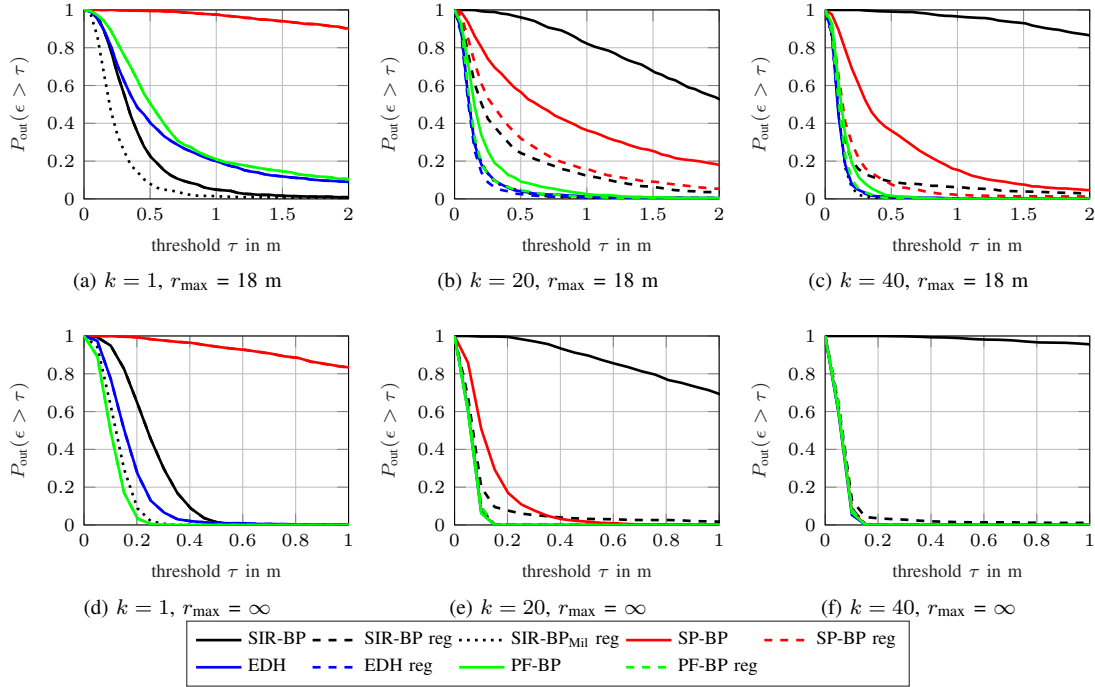 1
0.8
0.6
0.4
0.2
0
P_out(ϵ > τ)
0 0.5 1 1.5 2
threshold τ in m
(a) k = 1, r_max = 18 m
1
0.8
0.6
0.4
0.2
0
P_out(ϵ > τ)
0 0.5 1 1.5 2
threshold τ in m
(b) k = 20, r_max = 18 m
1
0.8
0.6
0.4
0.2
0
P_out(ϵ > τ)
0 0.5 1 1.5 2
threshold τ in m
(c) k = 40, r_max = 18 m
1
0.8
0.6
0.4
0.2
0
P_out(ϵ > τ)
0 0.2 0.4 0.6 0.8 1
threshold τ in m
(d) k = 1, r_max = ∞
1
0.8
0.6
0.4
0.2
0
P_out(ϵ > τ)
0 0.2 0.4 0.6 0.8 1
threshold τ in m
(e) k = 20, r_max = ∞
1
0.8
0.6
0.4
0.2
0
P_out(ϵ > τ)
0 0.2 0.4 0.6 0.8 1
threshold τ in m
(f) k = 40, r_max = ∞
SIR-BP SIR-BP reg SIR-BP_Mil reg SP-BP SP-BP reg
EDH EDH reg PF-BP PF-BP reg